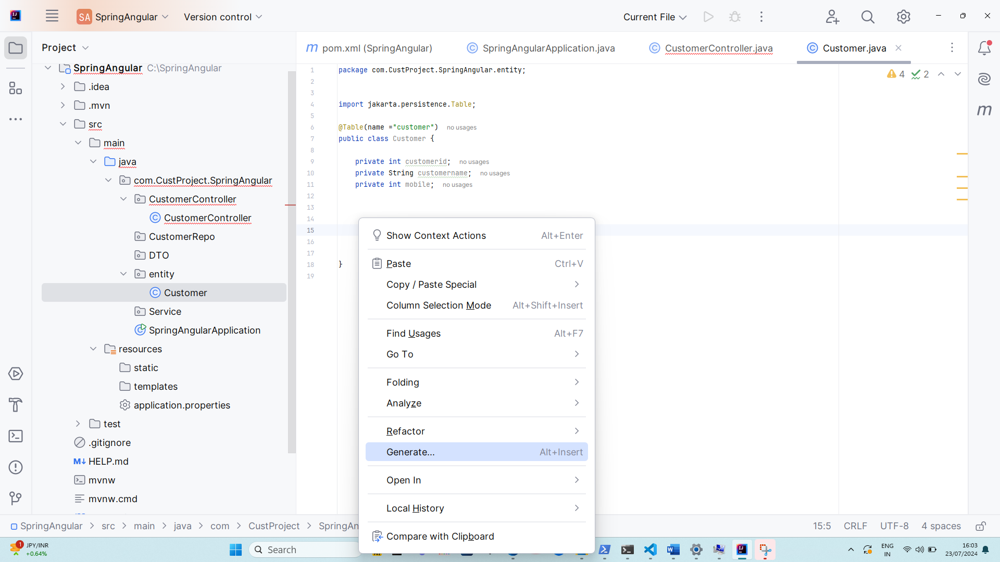 SA SpringAngular Version control Current File
Project
pom.xml (SpringAngular) SpringAngularApplication.java CustomerController.java Customer.java
SpringAngular C:\SpringAngular
.idea
.mvn
src
main
java
com.CustProject.SpringAngular
CustomerController
CustomerController
CustomerRepo
DTO
entity
Customer
Service
SpringAngularApplication
resources
static
templates
application.properties
test
.gitignore
M↓ HELP.md
mvnw
mvnw.cmd
4 2
1 package com.CustProject.SpringAngular.entity;
2
3
4 import jakarta.persistence.Table;
5
6 @Table(name ="customer") no usages
7 public class Customer {
8
9 private int customerid; no usages
10 private String customername; no usages
11 private int mobile; no usages
12
13
14
15
16
17
18 }
19
Show Context Actions Alt+Enter
Paste Ctrl+V
Copy / Paste Special
Column Selection Mode Alt+Shift+Insert
Find Usages Alt+F7
Go To
Folding
Analyze
Refactor
Generate... Alt+Insert
Open In
Local History
Compare with Clipboard
SpringAngular > src > main > java > com > CustProject > SpringAn 15:5 CRLF UTF-8 4 spaces
1 JPY/INR
+0.64%
Search
ENG
IN
16:03
23/07/2024